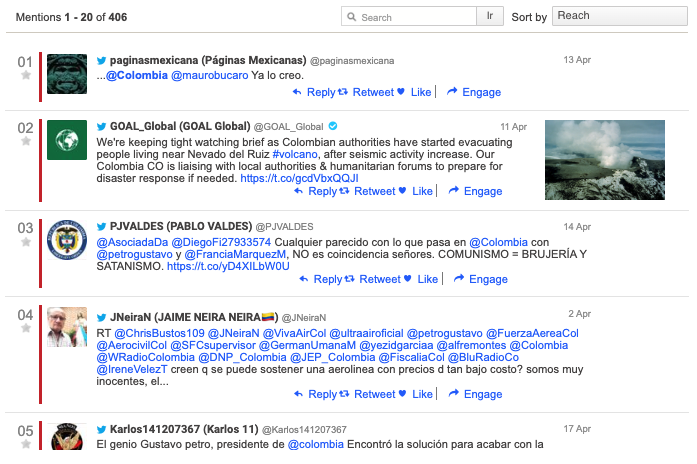 Mentions 1 - 20 of 406
Search
Ir
Sort by
Reach
01
paginasmexicana (Páginas Mexicanas) @paginasmexicana
13 Apr
...@Colombia @maurobucaro Ya lo creo.
Reply Retweet Like Engage
02
GOAL_Global (GOAL Global) @GOAL_Global
11 Apr
We're keeping tight watching brief as Colombian authorities have started evacuating
people living near Nevado del Ruiz #volcano, after seismic activity increase. Our
Colombia CO is liaising with local authorities & humanitarian forums to prepare for
disaster response if needed. https://t.co/gcdVbxQQJl
Reply Retweet Like Engage
03
PJVALDES (PABLO VALDES) @PJVALDES
14 Apr
@AsociadaDa @DiegoFi27933574 Cualquier parecido con lo que pasa en @Colombia con
@petrogustavo y @FranciaMarquezM, NO es coincidencia señores. COMUNISMO = BRUJERÍA Y
SATANISMO. https://t.co/yD4XILbW0U
Reply Retweet Like Engage
04
JNeiraN (JAIME NEIRA NEIRA🇨🇴) @JNeiraN
2 Apr
RT @ChrisBustos109 @JNeiraN @VivaAirCol @ultraairoficial @petrogustavo @FuerzaAereaCol
@AerocivilCol @SFCsupervisor @GermanUmanaM @yezidgarciaa @alfremontes @Colombia
@WRadioColombia @DNP_Colombia @JEP_Colombia @FiscaliaCol @BluRadioCo
@IreneVelezT creen q se puede sostener una aerolinea con precios d tan bajo costo? somos muy
inocentes, el...
Reply Retweet Like Engage
05
Karlos141207367 (Karlos 11) @Karlos141207367
17 Apr
El genio Gustavo petro, presidente de @colombia Encontró la solución para acabar con la